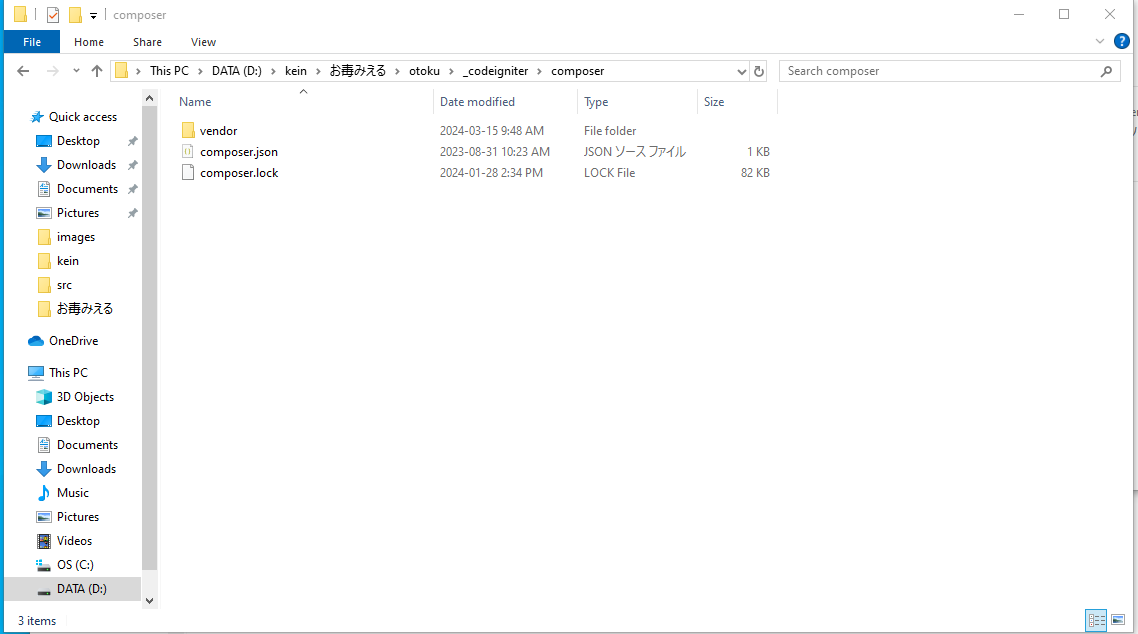 composer
File Home Share View
This PC DATA (D:) kein お毒みえる otoku _codeigniter composer
Search composer
Name Date modified Type Size
vendor 2024-03-15 9:48 AM File folder
composer.json 2023-08-31 10:23 AM JSON ソース ファイル 1 KB
composer.lock 2024-01-28 2:34 PM LOCK File 82 KB
Quick access
Desktop
Downloads
Documents
Pictures
images
kein
src
お毒みえる
OneDrive
This PC
3D Objects
Desktop
Documents
Downloads
Music
Pictures
Videos
OS (C:)
DATA (D:)
3 items